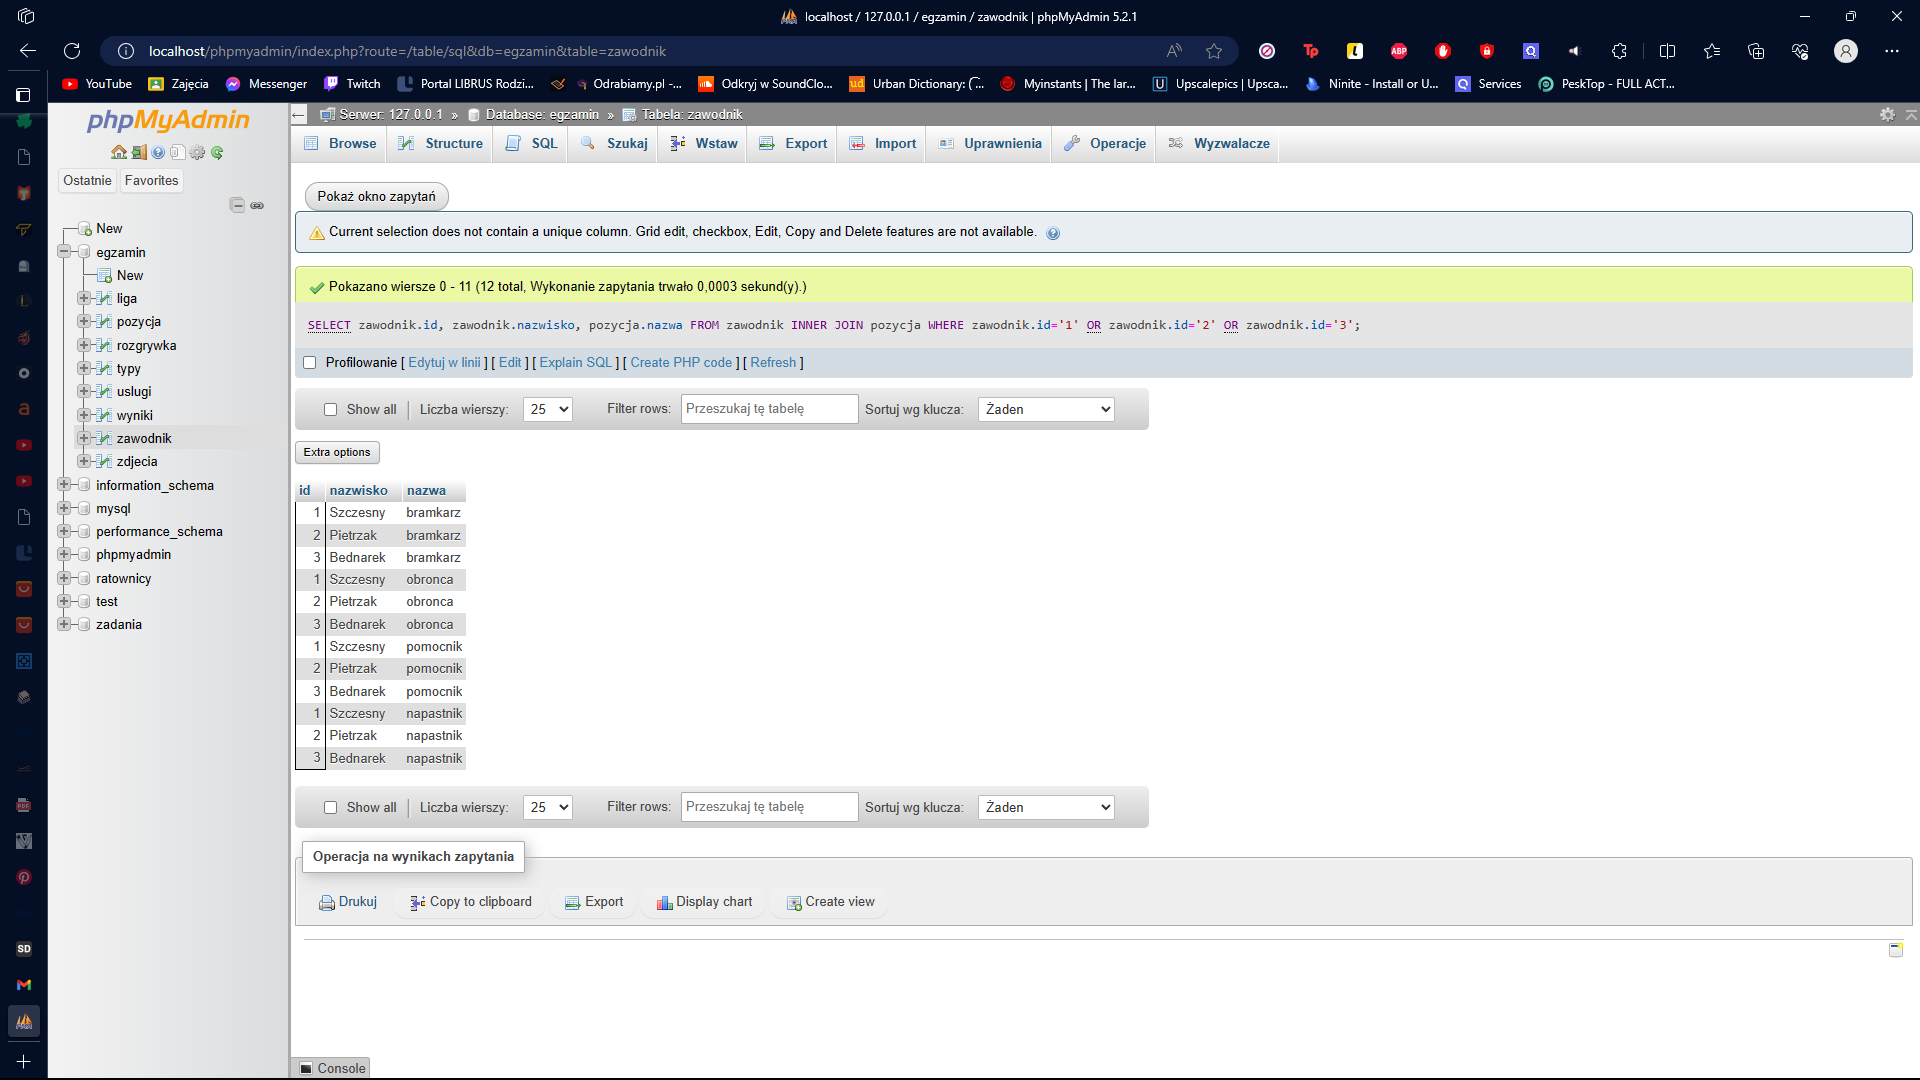 localhost / 127.0.0.1 / egzamin / zawodnik | phpMyAdmin 5.2.1
localhost/phpmyadmin/index.php?route=/table/sql&db=egzamin&table=zawodnik
YouTube Zajęcia Messenger Twitch Portal LIBRUS Rodzi... Odrabiamy.pl -... Odkryj w SoundClo... Urban Dictionary: (͡... Myinstants | The lar... Upscalepics | Upsca... Ninite - Install or U... Services PeskTop - FULL ACT...
phpMyAdmin
Ostatnie Favorites
New
egzamin
New
liga
pozycja
rozgrywka
typy
uslugi
wyniki
zawodnik
zdjecia
information_schema
mysql
performance_schema
phpmyadmin
ratownicy
test
zadania
Serwer: 127.0.0.1 » Database: egzamin » Tabela: zawodnik
Browse Structure SQL Szukaj Wstaw Export Import Uprawnienia Operacje Wyzwalacze
Pokaż okno zapytań
Current selection does not contain a unique column. Grid edit, checkbox, Edit, Copy and Delete features are not available.
Pokazano wiersze 0 - 11 (12 total, Wykonanie zapytania trwało 0,0003 sekund(y).)
SELECT zawodnik.id, zawodnik.nazwisko, pozycja.nazwa FROM zawodnik INNER JOIN pozycja WHERE zawodnik.id='1' OR zawodnik.id='2' OR zawodnik.id='3';
Profilowanie [ Edytuj w linii ] [ Edit ] [ Explain SQL ] [ Create PHP code ] [ Refresh ]
Show all Liczba wierszy: 25 Filter rows: Przeszukaj tę tabelę Sortuj wg klucza: Żaden
Extra options
id nazwisko nazwa
1 Szczesny bramkarz
2 Pietrzak bramkarz
3 Bednarek bramkarz
1 Szczesny obronca
2 Pietrzak obronca
3 Bednarek obronca
1 Szczesny pomocnik
2 Pietrzak pomocnik
3 Bednarek pomocnik
1 Szczesny napastnik
2 Pietrzak napastnik
3 Bednarek napastnik
Show all Liczba wierszy: 25 Filter rows: Przeszukaj tę tabelę Sortuj wg klucza: Żaden
Operacja na wynikach zapytania
Drukuj Copy to clipboard Export Display chart Create view
Console